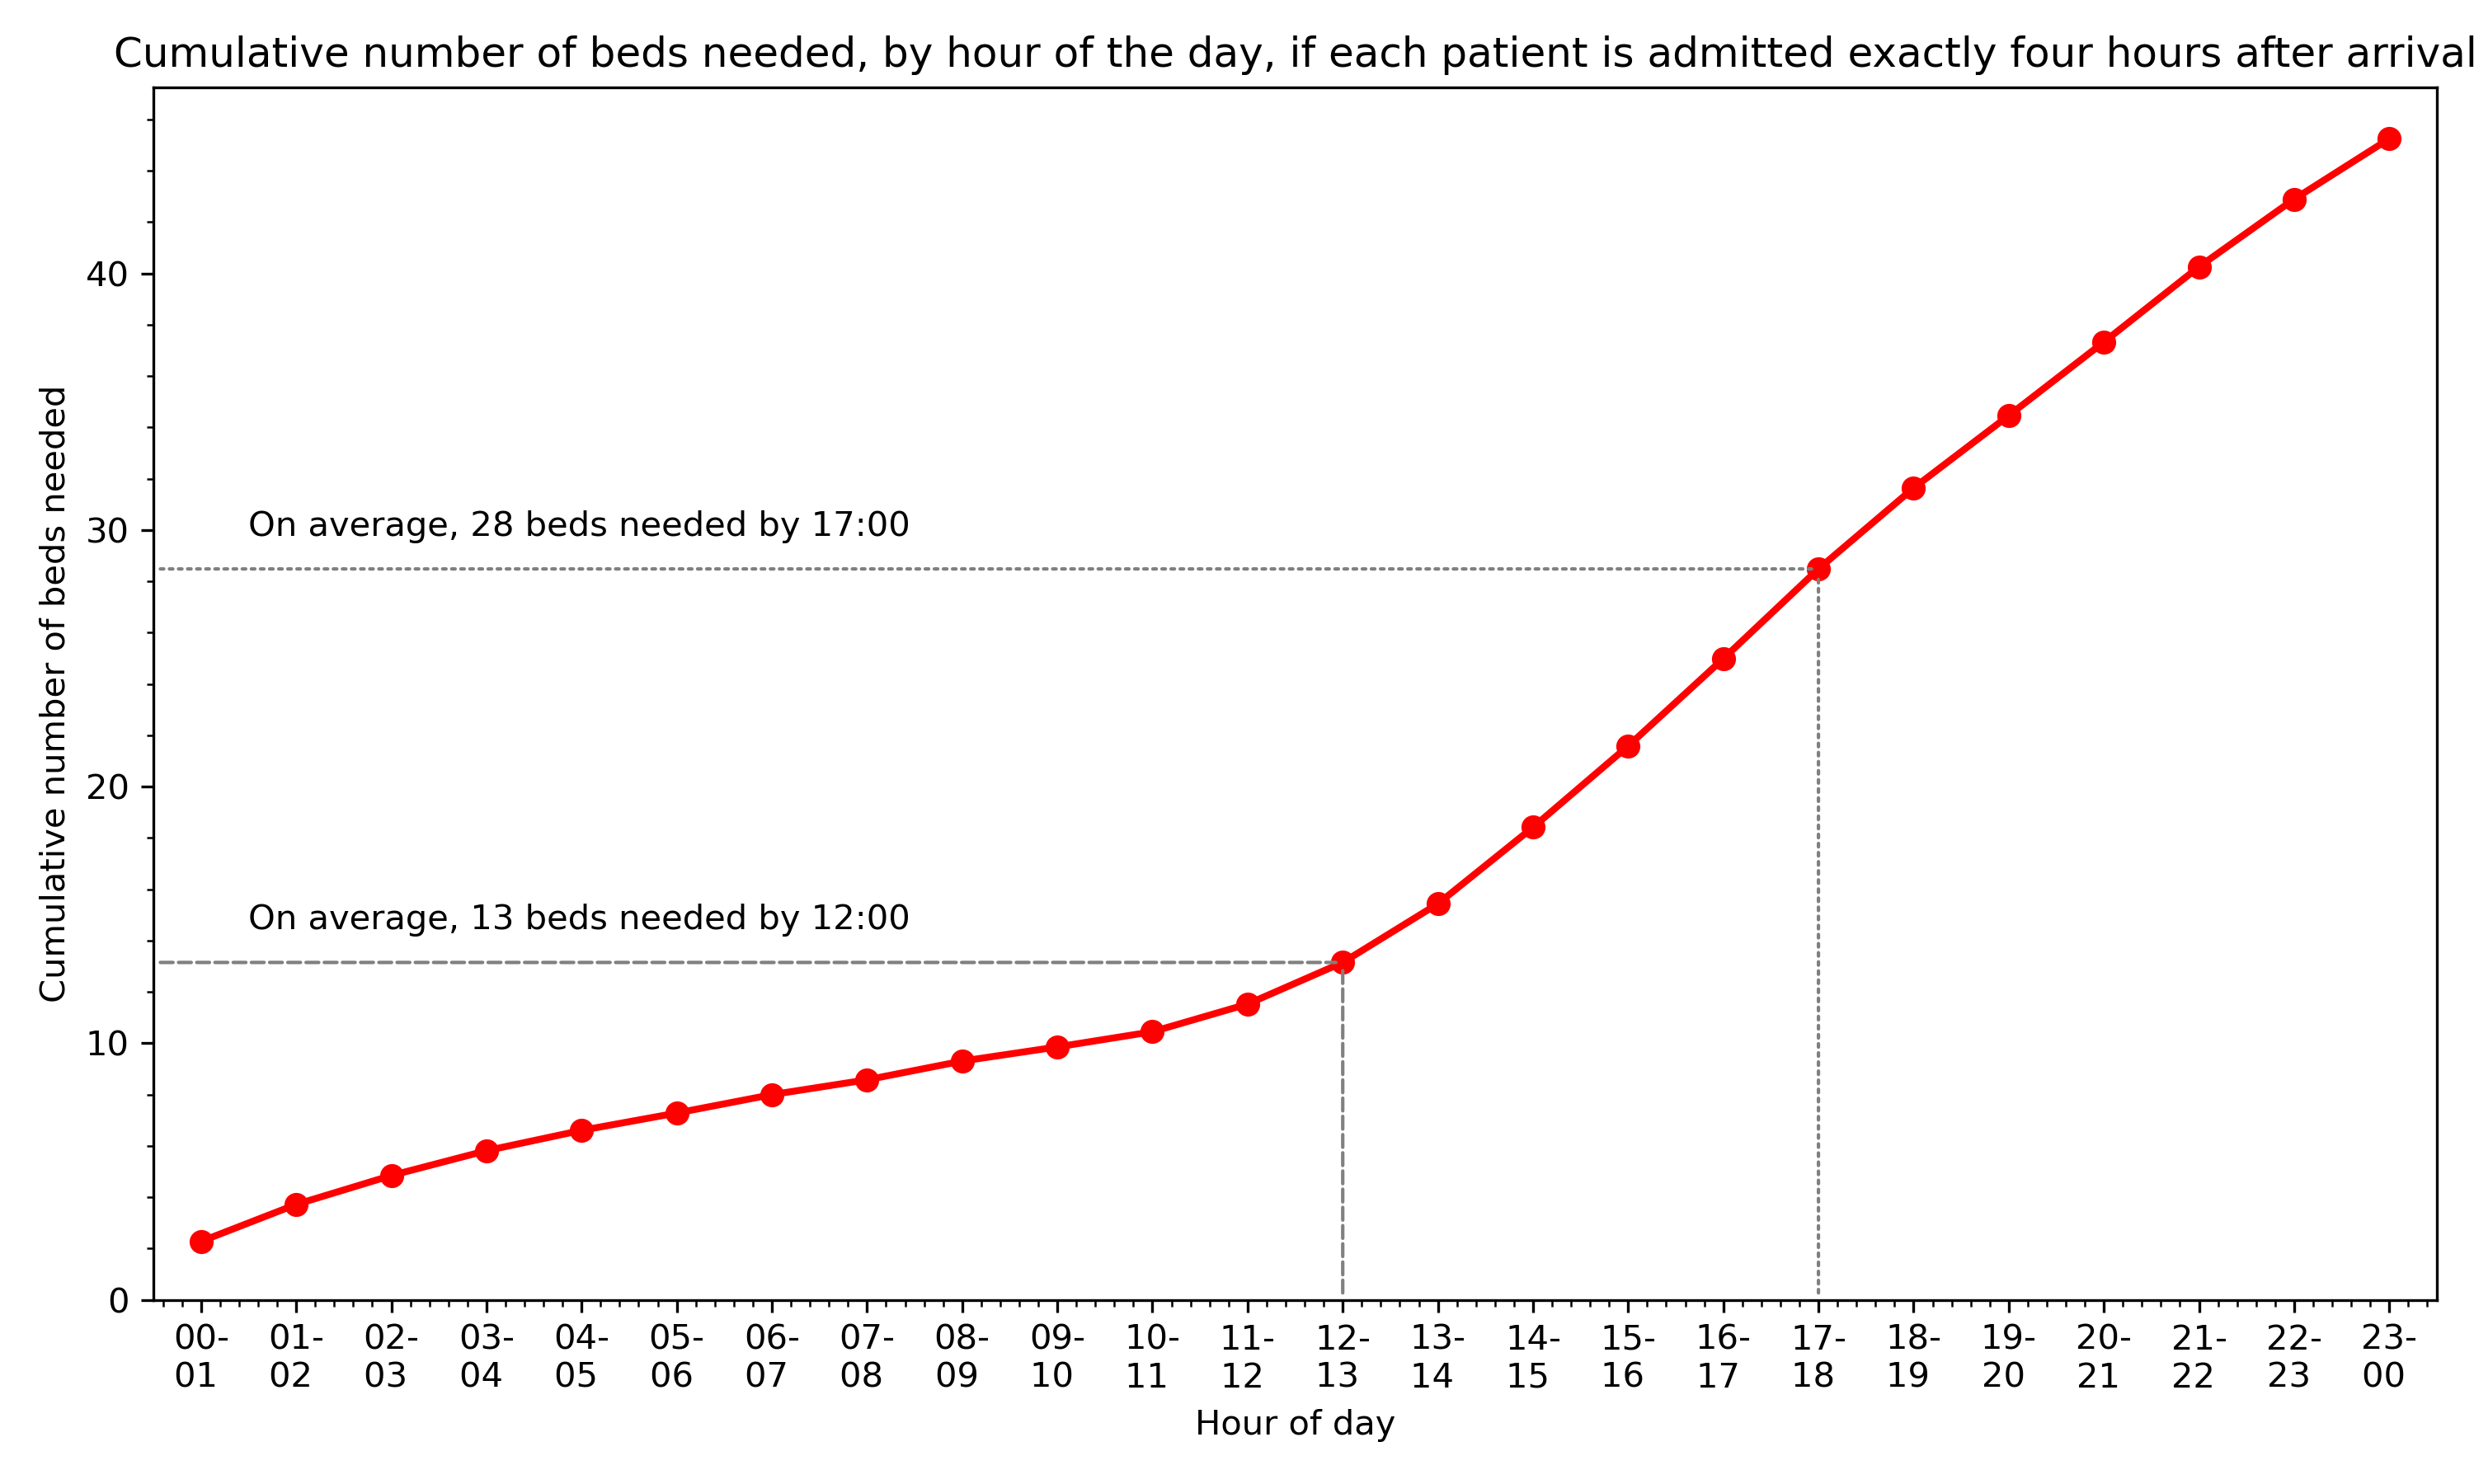 Cumulative number of beds needed, by hour of the day, if each patient is admitted exactly four hours after arrival
Cumulative number of beds needed
40
30
20
10
0
On average, 28 beds needed by 17:00
On average, 13 beds needed by 12:00
00- 01- 02- 03- 04- 05- 06- 07- 08- 09- 10- 11- 12- 13- 14- 15- 16- 17- 18- 19- 20- 21- 22- 23-
01 02 03 04 05 06 07 08 09 10 11 12 13 14 15 16 17 18 19 20 21 22 23 00
Hour of day